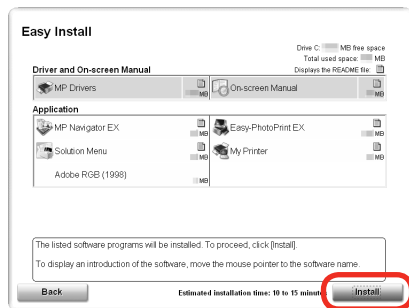 Easy Install
Drive C: MB free space
Total used space: MB
Driver and On-screen Manual
Displays the README file:
MP Drivers
MB
On-screen Manual
MB
Application
MP Navigator EX
MB
Easy-PhotoPrint EX
MB
Solution Menu
MB
My Printer
MB
Adobe RGB (1998)
MB
The listed software programs will be installed. To proceed, click [Install].
To display an introduction of the software, move the mouse pointer to the software name.
Back
Estimated installation time: 10 to 15 minutes
Install